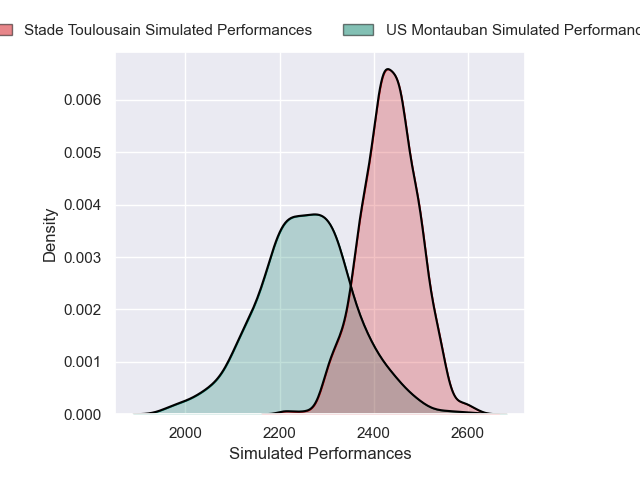 Stade Toulousain Simulated Performances US Montauban Simulated Performanc
0.006
0.005
0.004
0.003
0.002
0.001
0.000
Density
2000 2200 2400 2600
Simulated Performances